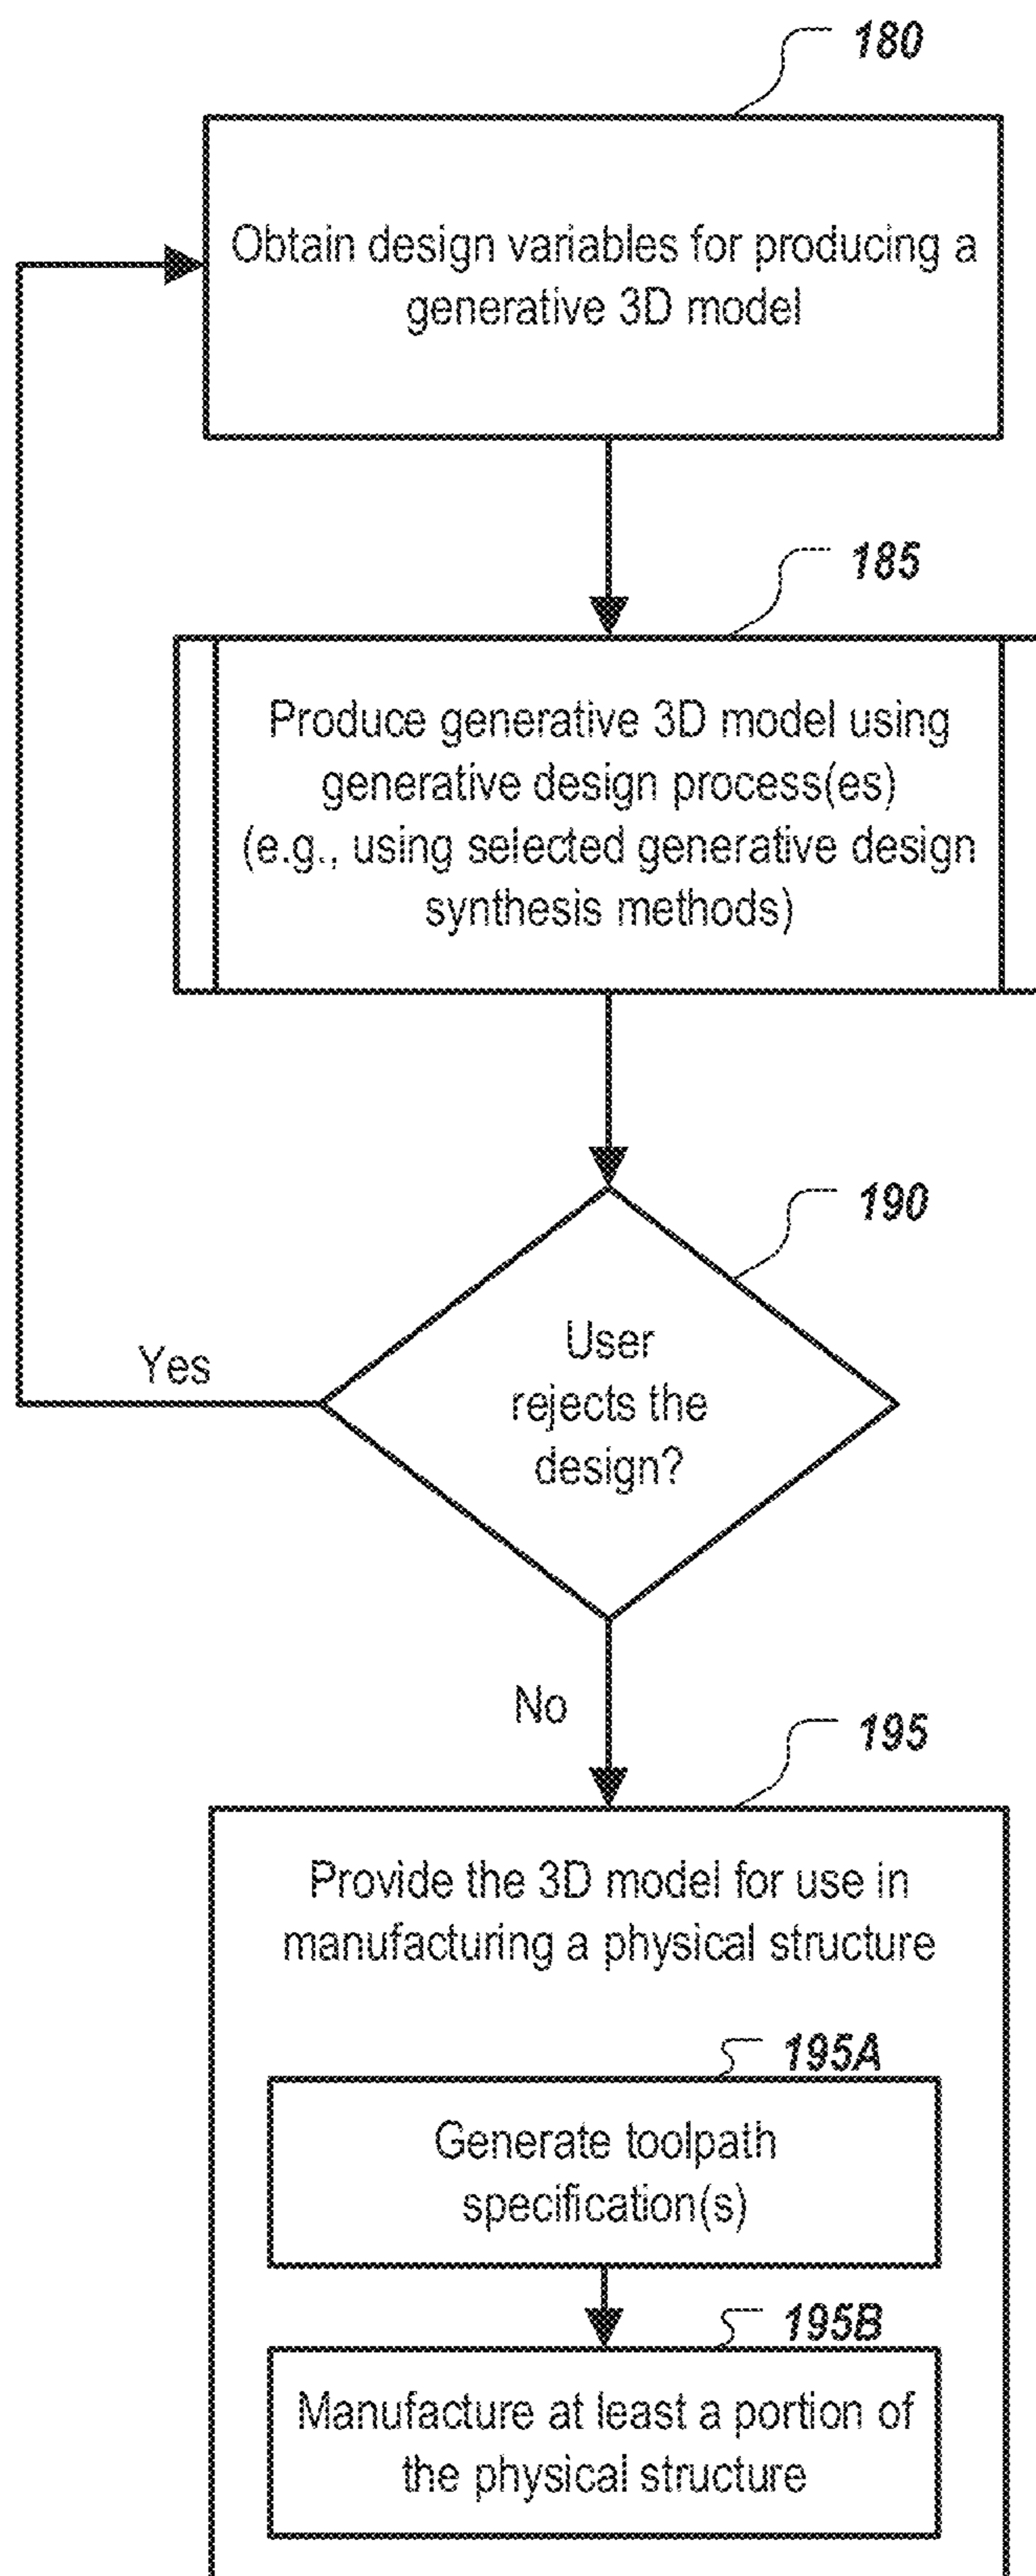 180
Obtain design variables for producing a
generative 3D model
185
Produce generative 3D model using
generative design process(es)
(e.g., using selected generative design
synthesis methods)
190
User
rejects the
design?
Yes
No
195
Provide the 3D model for use in
manufacturing a physical structure
195A
Generate toolpath
specification(s)
195B
Manufacture at least a portion of
the physical structure